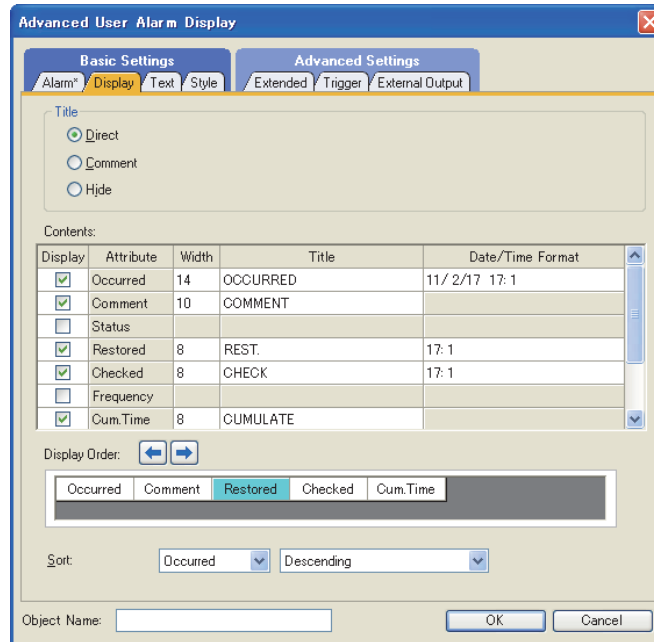 Advanced User Alarm Display
Basic Settings
Advanced Settings
Alarm* Display Text Style Extended Trigger External Output
Title
Direct
Comment
Hide
Contents:
Display Attribute Width Title Date/Time Format
Occurred 14 OCCURRED 11/ 2/17 17: 1
Comment 10 COMMENT
Status
Restored 8 REST. 17: 1
Checked 8 CHECK 17: 1
Frequency
Cum.Time 8 CUMULATE
Display Order:
Occurred Comment Restored Checked Cum.Time
Sort: Occurred Descending
Object Name: OK Cancel